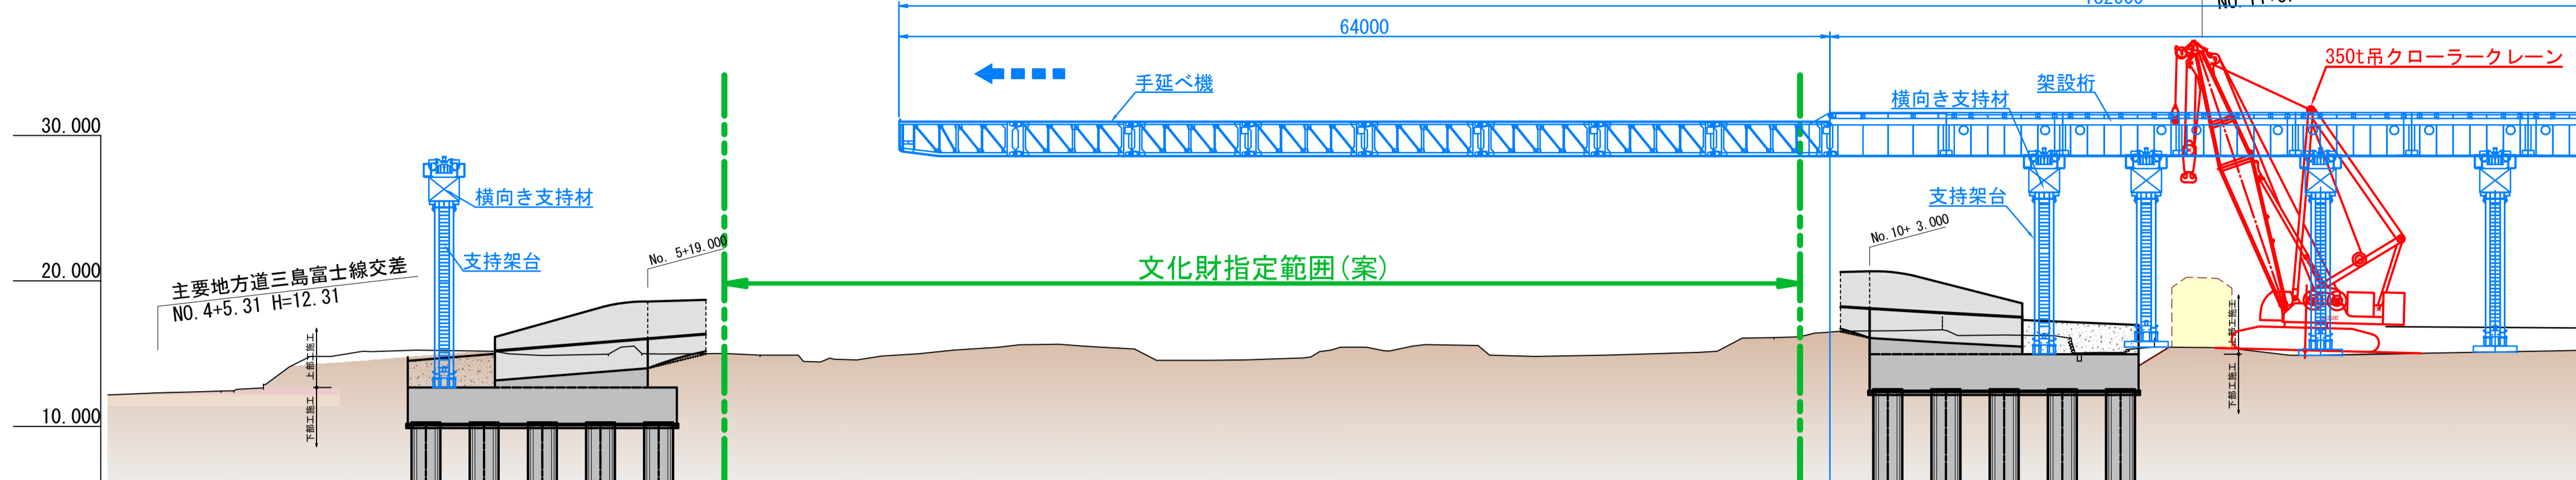 64000
350t吊クローラークレーン
手延べ機
架設桁
横向き支持材
30.000
横向き支持材
支持架台
No.10+ 3.000
No. 5+19.000
支持架台
文化財指定範囲(案)
20.000
主要地方道三島富士線交差
NO.4+5.31 H=12.31
上部工施工
下部工施工
上部工施工
下部工施工
10.000